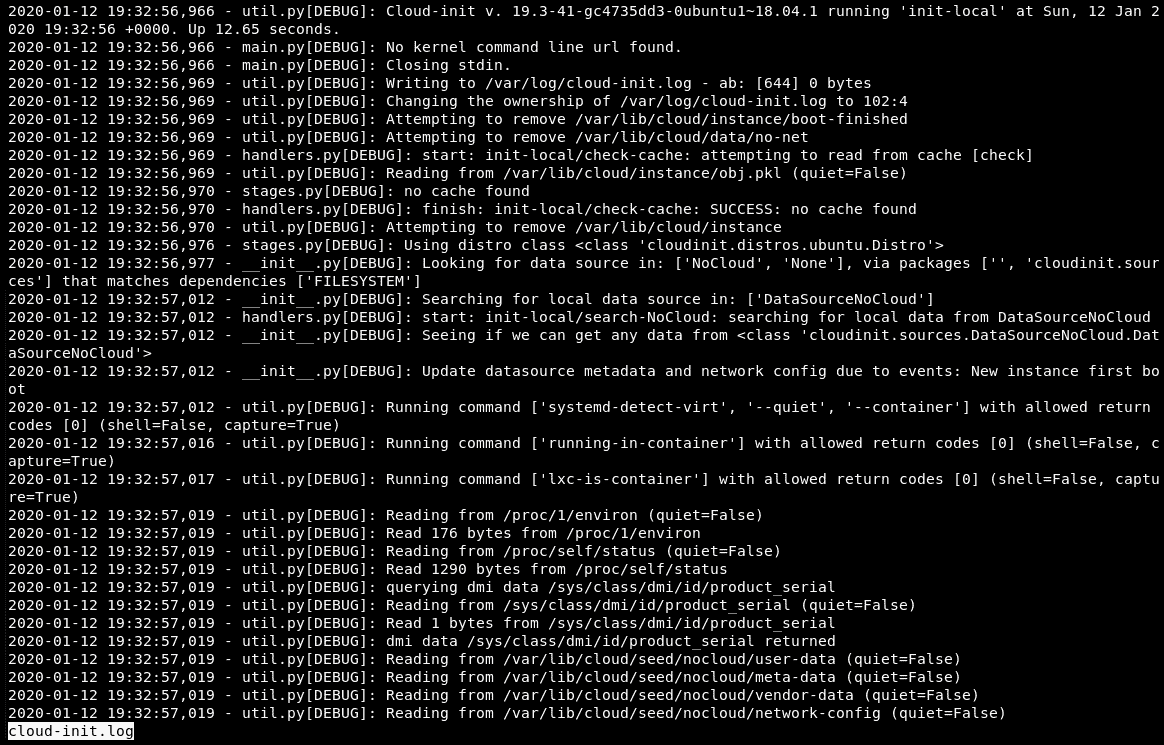 2020-01-12 19:32:56,966 - util.py[DEBUG]: Cloud-init v. 19.3-41-gc4735dd3-0ubuntu1~18.04.1 running 'init-local' at Sun, 12 Jan 2
020 19:32:56 +0000. Up 12.65 seconds.
2020-01-12 19:32:56,966 - main.py[DEBUG]: No kernel command line url found.
2020-01-12 19:32:56,966 - main.py[DEBUG]: Closing stdin.
2020-01-12 19:32:56,969 - util.py[DEBUG]: Writing to /var/log/cloud-init.log - ab: [644] 0 bytes
2020-01-12 19:32:56,969 - util.py[DEBUG]: Changing the ownership of /var/log/cloud-init.log to 102:4
2020-01-12 19:32:56,969 - util.py[DEBUG]: Attempting to remove /var/lib/cloud/instance/boot-finished
2020-01-12 19:32:56,969 - util.py[DEBUG]: Attempting to remove /var/lib/cloud/data/no-net
2020-01-12 19:32:56,969 - handlers.py[DEBUG]: start: init-local/check-cache: attempting to read from cache [check]
2020-01-12 19:32:56,969 - util.py[DEBUG]: Reading from /var/lib/cloud/instance/obj.pkl (quiet=False)
2020-01-12 19:32:56,970 - stages.py[DEBUG]: no cache found
2020-01-12 19:32:56,970 - handlers.py[DEBUG]: finish: init-local/check-cache: SUCCESS: no cache found
2020-01-12 19:32:56,970 - util.py[DEBUG]: Attempting to remove /var/lib/cloud/instance
2020-01-12 19:32:56,976 - stages.py[DEBUG]: Using distro class <class 'cloudinit.distros.ubuntu.Distro'>
2020-01-12 19:32:56,977 - __init__.py[DEBUG]: Looking for data source in: ['NoCloud', 'None'], via packages ['', 'cloudinit.sour
ces'] that matches dependencies ['FILESYSTEM']
2020-01-12 19:32:57,012 - __init__.py[DEBUG]: Searching for local data source in: ['DataSourceNoCloud']
2020-01-12 19:32:57,012 - handlers.py[DEBUG]: start: init-local/search-NoCloud: searching for local data from DataSourceNoCloud
2020-01-12 19:32:57,012 - __init__.py[DEBUG]: Seeing if we can get any data from <class 'cloudinit.sources.DataSourceNoCloud.Dat
aSourceNoCloud'>
2020-01-12 19:32:57,012 - __init__.py[DEBUG]: Update datasource metadata and network config due to events: New instance first bo
ot
2020-01-12 19:32:57,012 - util.py[DEBUG]: Running command ['systemd-detect-virt', '--quiet', '--container'] with allowed return
codes [0] (shell=False, capture=True)
2020-01-12 19:32:57,016 - util.py[DEBUG]: Running command ['running-in-container'] with allowed return codes [0] (shell=False, c
apture=True)
2020-01-12 19:32:57,017 - util.py[DEBUG]: Running command ['lxc-is-container'] with allowed return codes [0] (shell=False, captu
re=True)
2020-01-12 19:32:57,019 - util.py[DEBUG]: Reading from /proc/1/environ (quiet=False)
2020-01-12 19:32:57,019 - util.py[DEBUG]: Read 176 bytes from /proc/1/environ
2020-01-12 19:32:57,019 - util.py[DEBUG]: Reading from /proc/self/status (quiet=False)
2020-01-12 19:32:57,019 - util.py[DEBUG]: Read 1290 bytes from /proc/self/status
2020-01-12 19:32:57,019 - util.py[DEBUG]: querying dmi data /sys/class/dmi/id/product_serial
2020-01-12 19:32:57,019 - util.py[DEBUG]: Reading from /sys/class/dmi/id/product_serial (quiet=False)
2020-01-12 19:32:57,019 - util.py[DEBUG]: Read 1 bytes from /sys/class/dmi/id/product_serial
2020-01-12 19:32:57,019 - util.py[DEBUG]: dmi data /sys/class/dmi/id/product_serial returned
2020-01-12 19:32:57,019 - util.py[DEBUG]: Reading from /var/lib/cloud/seed/nocloud/user-data (quiet=False)
2020-01-12 19:32:57,019 - util.py[DEBUG]: Reading from /var/lib/cloud/seed/nocloud/meta-data (quiet=False)
2020-01-12 19:32:57,019 - util.py[DEBUG]: Reading from /var/lib/cloud/seed/nocloud/vendor-data (quiet=False)
2020-01-12 19:32:57,019 - util.py[DEBUG]: Reading from /var/lib/cloud/seed/nocloud/network-config (quiet=False)
cloud-init.log